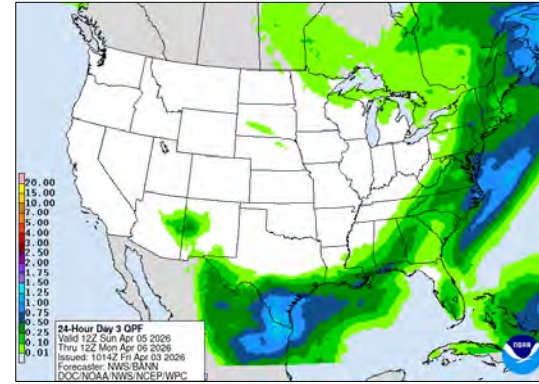 20.00
15.00
10.00
7.00
5.00
4.00
3.00
2.50
2.00
1.75
1.50
1.25
1.00
0.75
0.50
0.25
0.10
0.01
24-Hour Day 3 QPF
Valid 12Z Sun Apr 05 2026
Thru 12Z Mon Apr 06 2026
Issued: 1014Z Fri Apr 03 2026
Forecaster: NWS/BANN
DOC/NOAA/NWS/NCEP/WPC
NOAA